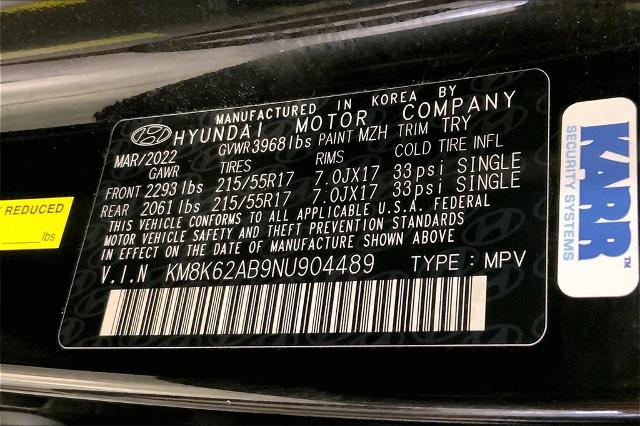 MANUFACTURED IN KOREA BY
HYUNDAI MOTOR COMPANY
MAR/2022 GVWR3968lbs PAINT MZH TRIM TRY
GAWR TIRES RIMS COLD TIRE INFL
FRONT 2293 lbs 215/55R17 7.0JX17 33psi SINGLE
REAR 2061 lbs 215/55R17 7.0JX17 33psi SINGLE
THIS VEHICLE CONFORMS TO ALL APPLICABLE U.S.A. FEDERAL
MOTOR VEHICLE SAFETY AND THEFT PREVENTION STANDARDS
IN EFFECT ON THE DATE OF MANUFACTURE SHOWN ABOVE
V.I.N KM8K62AB9NU904489 TYPE : MPV
REDUCED
lbs
KARR™
SECURITY SYSTEMS